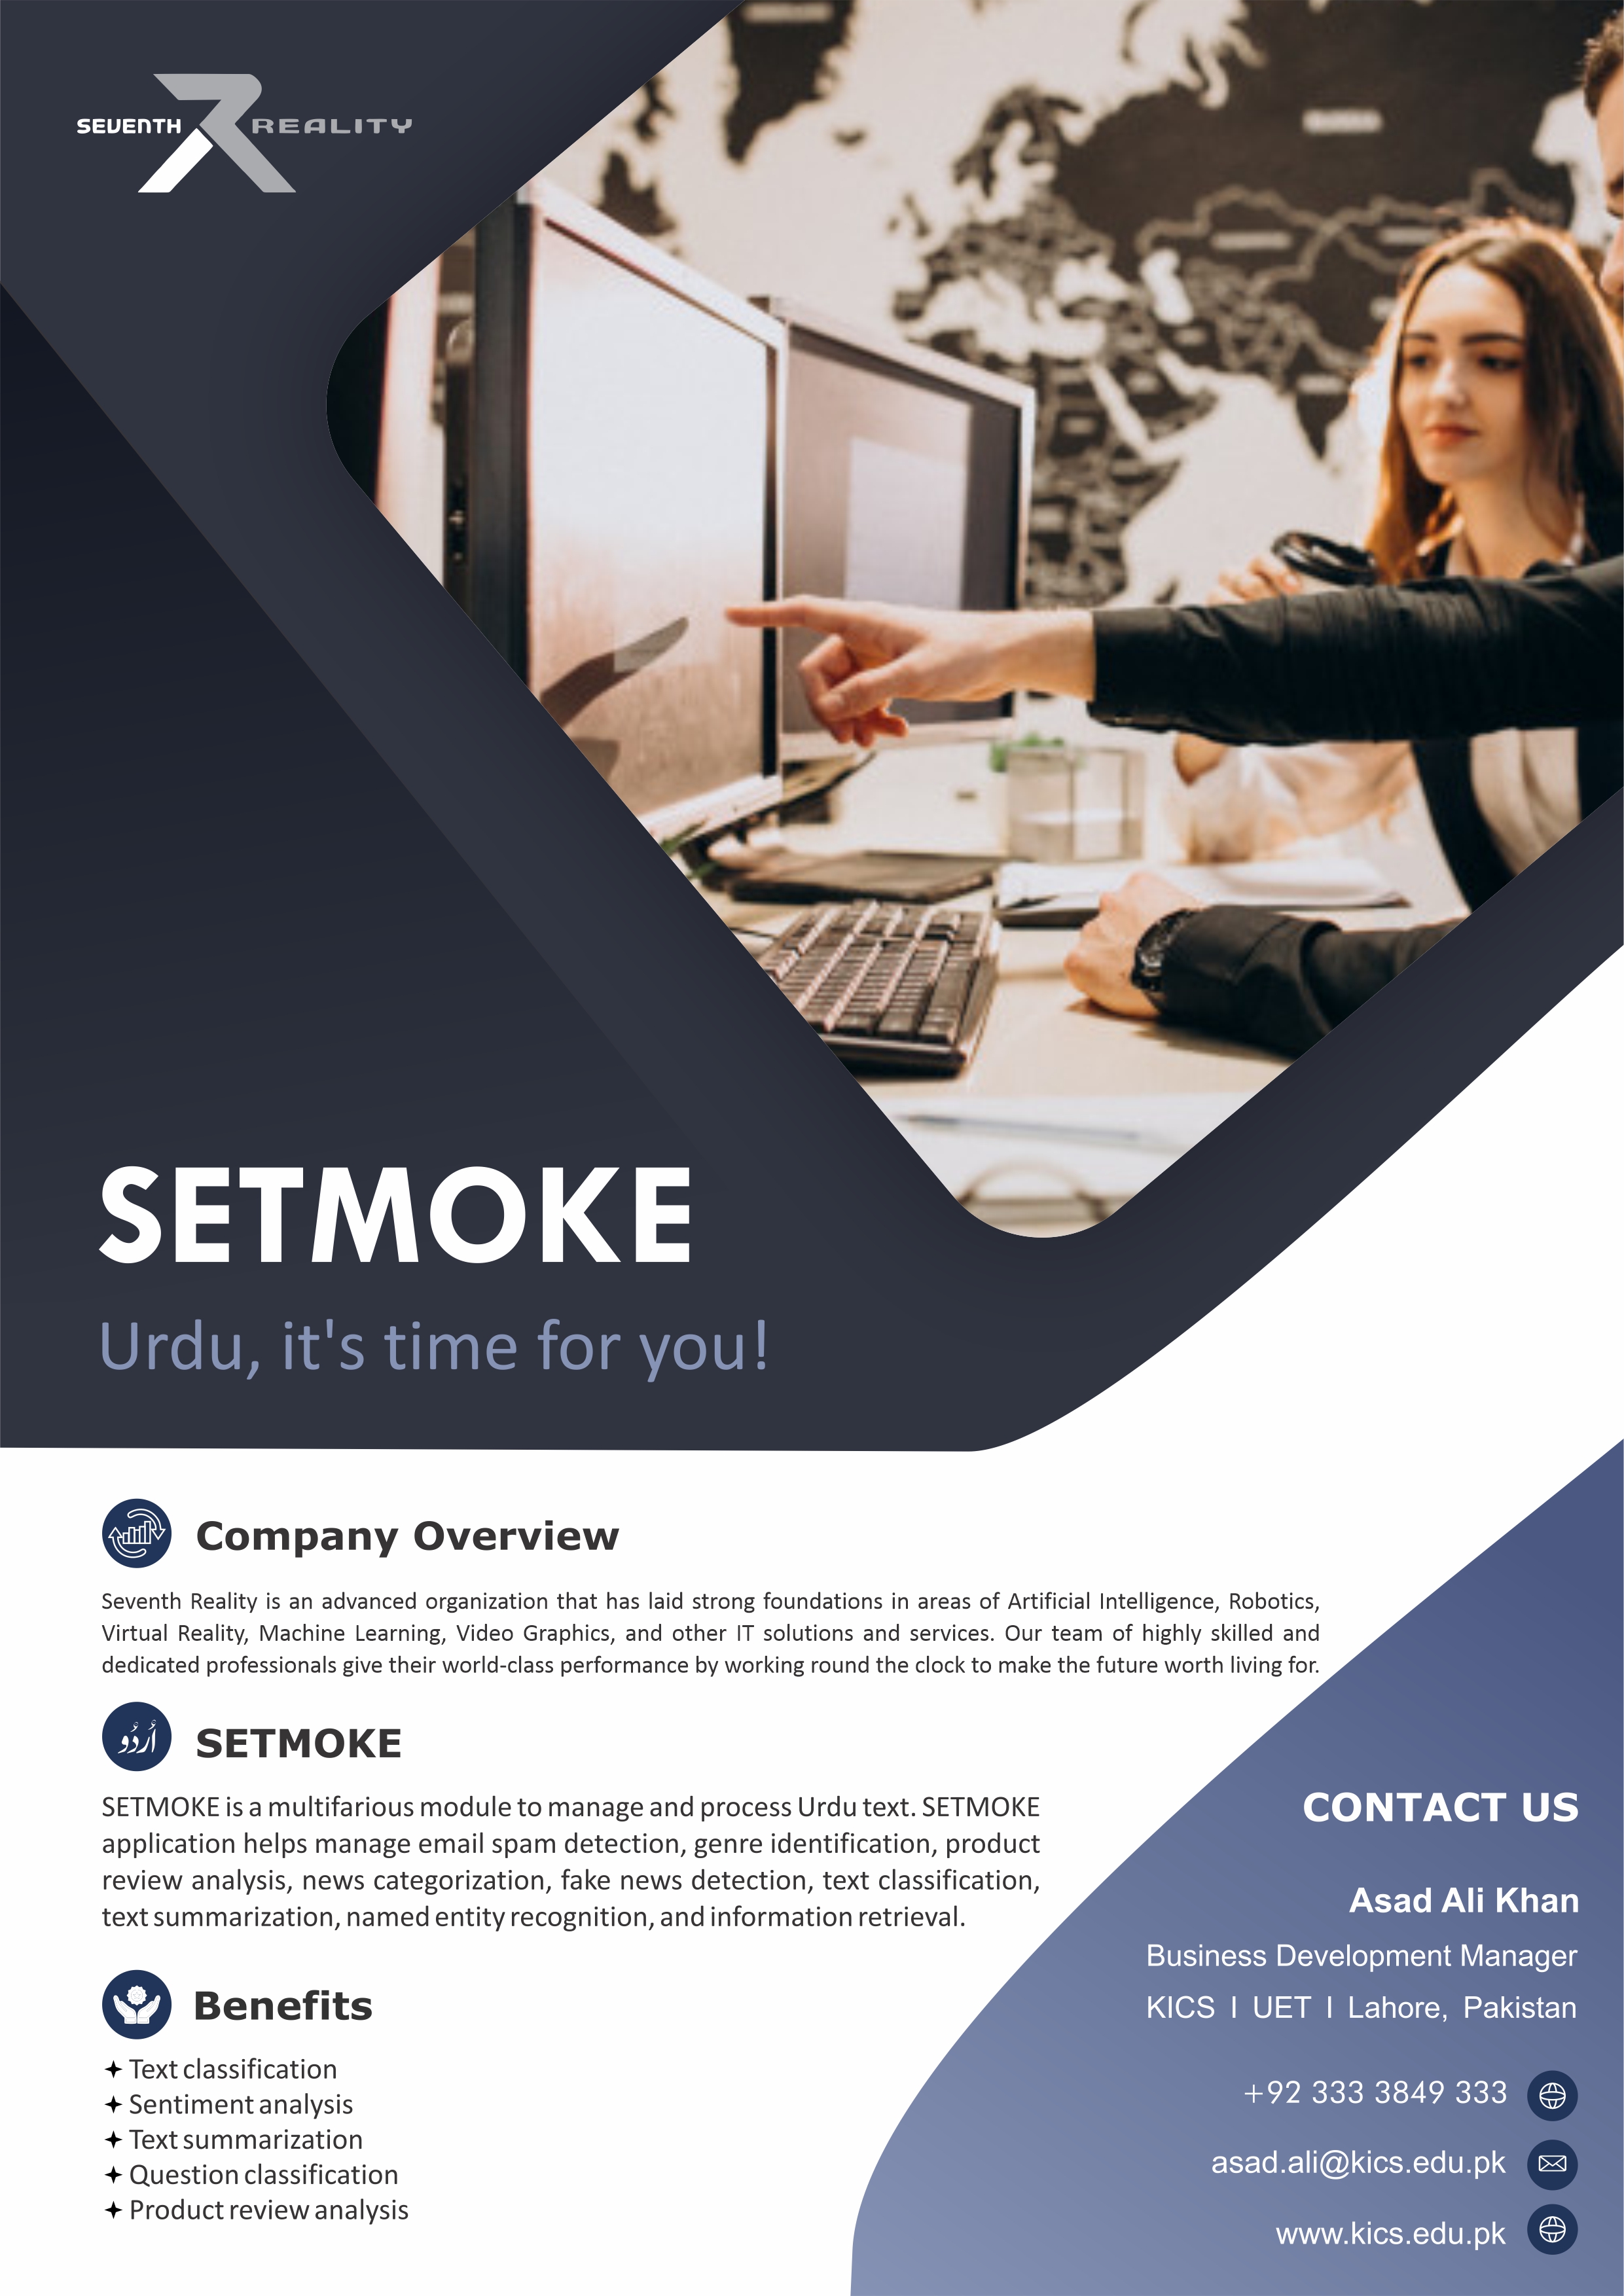 SEVENTH REALITY
SETMOKE
Urdu, it's time for you!
Company Overview
Seventh Reality is an advanced organization that has laid strong foundations in areas of Artificial Intelligence, Robotics,
Virtual Reality, Machine Learning, Video Graphics, and other IT solutions and services. Our team of highly skilled and
dedicated professionals give their world-class performance by working round the clock to make the future worth living for.
اُردُو
SETMOKE
SETMOKE is a multifarious module to manage and process Urdu text. SETMOKE
application helps manage email spam detection, genre identification, product
review analysis, news categorization, fake news detection, text classification,
text summarization, named entity recognition, and information retrieval.
Benefits
✦ Text classification
✦ Sentiment analysis
✦ Text summarization
✦ Question classification
✦ Product review analysis
CONTACT US
Asad Ali Khan
Business Development Manager
KICS I UET I Lahore, Pakistan
+92 333 3849 333
asad.ali@kics.edu.pk
www.kics.edu.pk